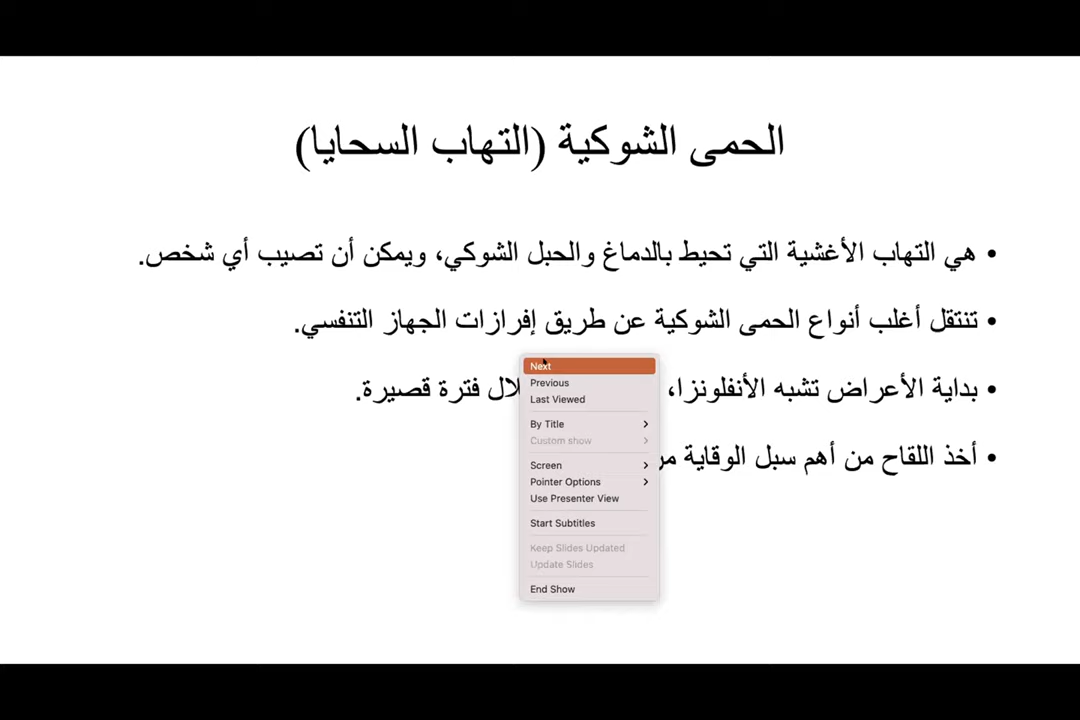 الحمى الشوكية (التهاب السحايا)
• هي التهاب الأغشية التي تحيط بالدماغ والحبل الشوكي، ويمكن أن تصيب أي شخص.
• تنتقل أغلب أنواع الحمى الشوكية عن طريق إفرازات الجهاز التنفسي.
• بداية الأعراض تشبه الأنفلونزا، فترة قصيرة.
• أخذ اللقاح من أهم سبل الوقاية
Next
Previous
Last Viewed
By Title
Custom show
Screen
Pointer Options
Use Presenter View
Start Subtitles
Keep Slides Updated
Update Slides
End Show